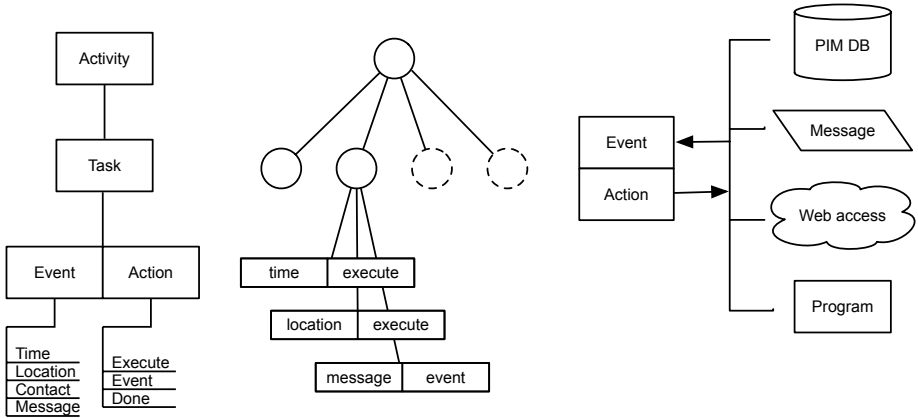 Activity
Task
Event Action
Time
Location
Contact
Message
Execute
Event
Done
time execute
location execute
message event
Event
Action
PIM DB
Message
Web access
Program